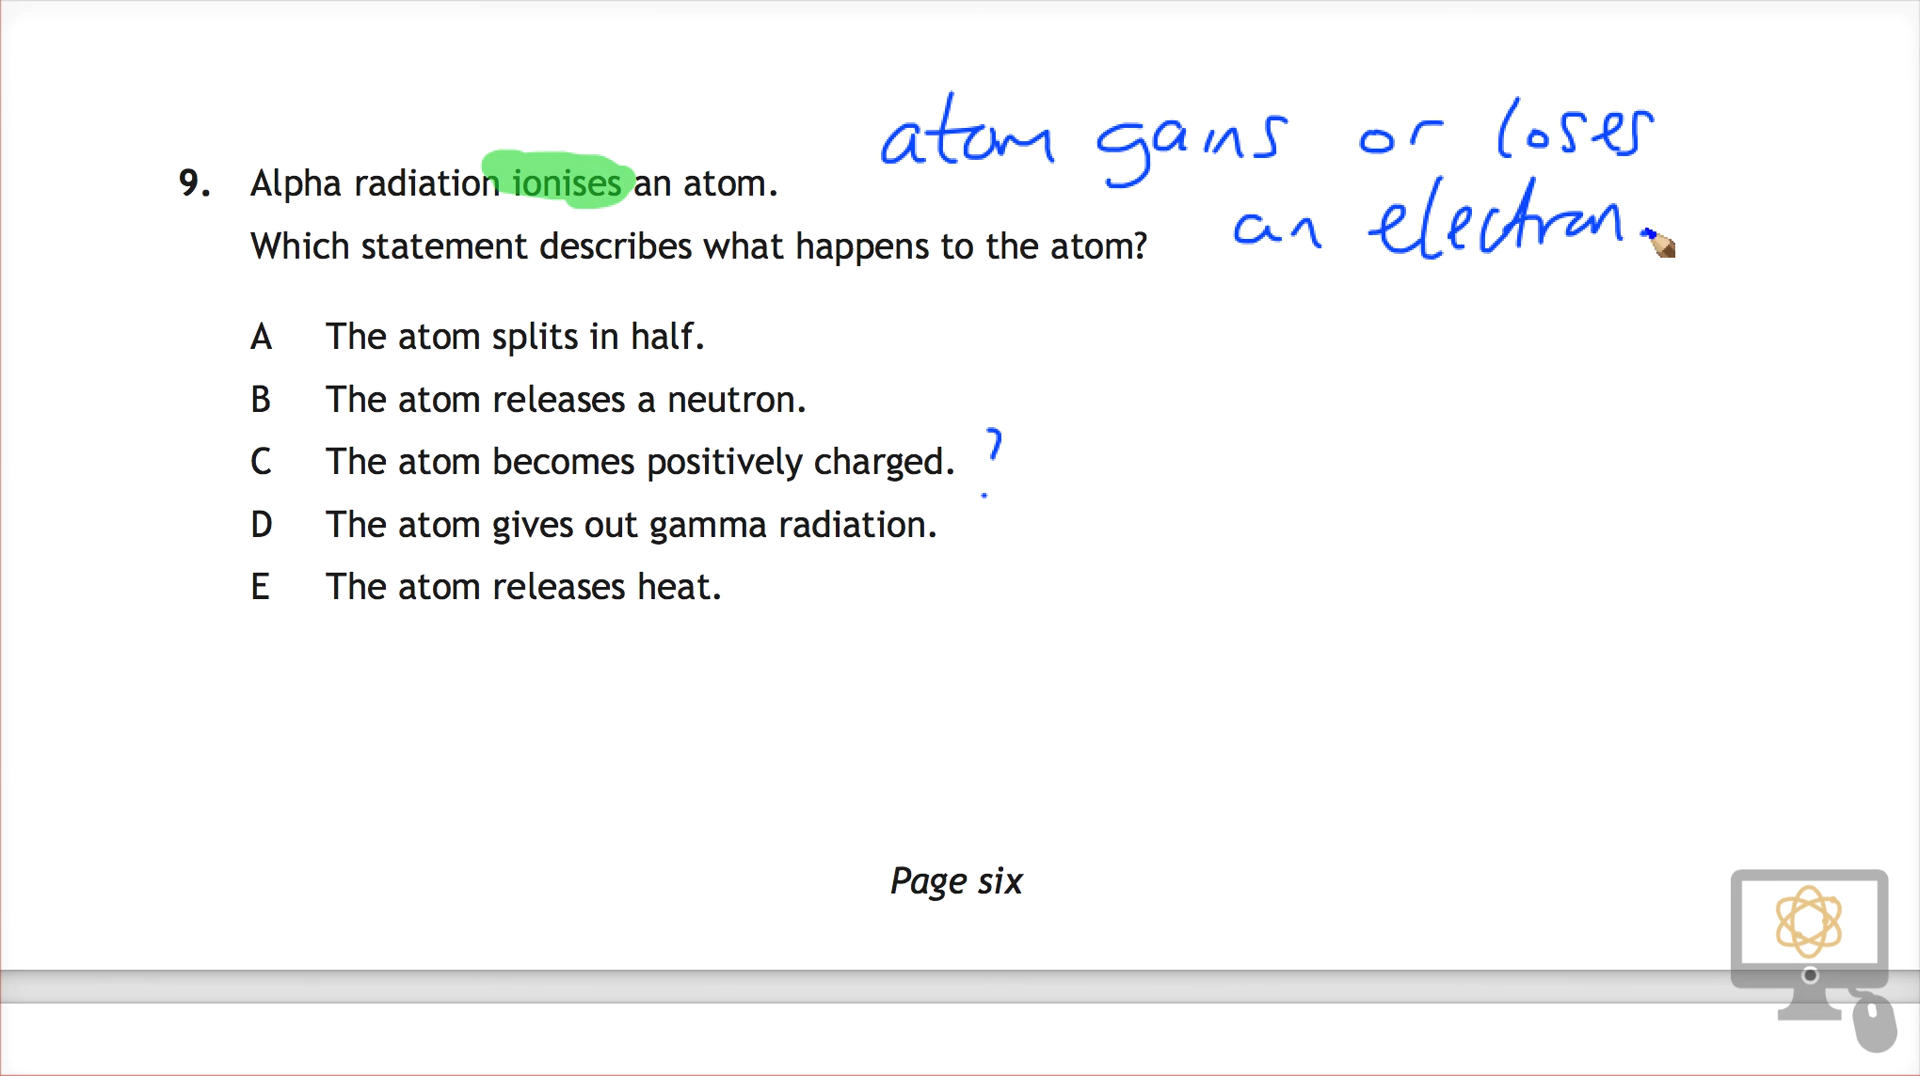 atom gains or loses
an electron.
9. Alpha radiation ionises an atom.
Which statement describes what happens to the atom?
A The atom splits in half.
B The atom releases a neutron.
C The atom becomes positively charged. ?
D The atom gives out gamma radiation.
E The atom releases heat.
Page six